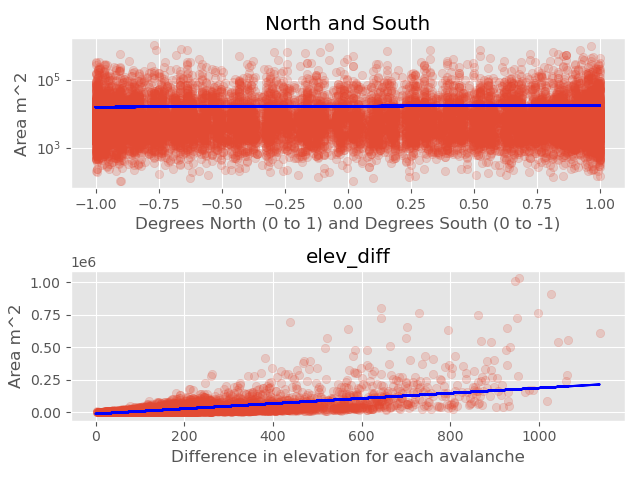 North and South
Area m^2
10^5
10^3
−1.00 −0.75 −0.50 −0.25 0.00 0.25 0.50 0.75 1.00
Degrees North (0 to 1) and Degrees South (0 to -1)
elev_diff
1e6
Area m^2
1.00
0.75
0.50
0.25
0.00
0 200 400 600 800 1000
Difference in elevation for each avalanche